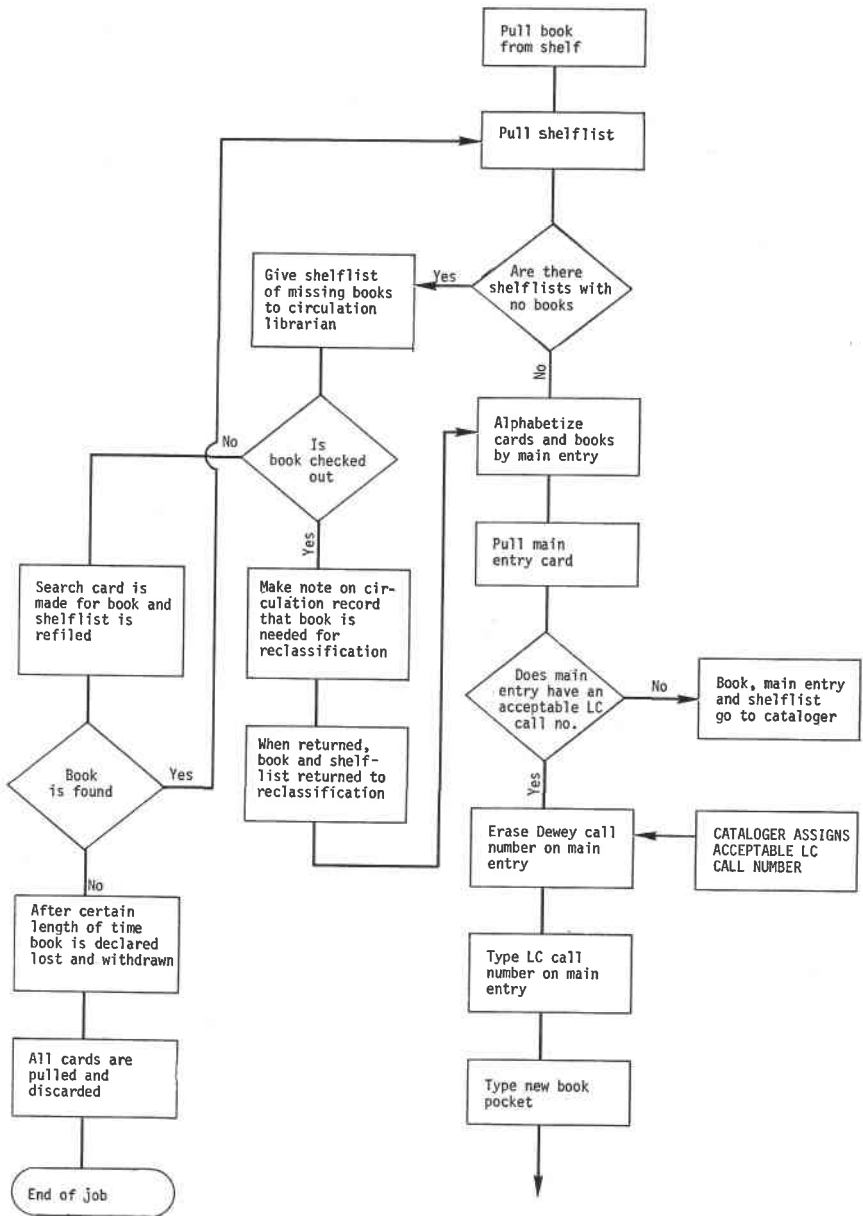 Pull book
from shelf
Pull shelflist
Are there
shelflists with
no books
Yes
No
Give shelflist
of missing books
to circulation
librarian
Is
book checked
out
No
Yes
Search card is
made for book and
shelflist is
refiled
Book
is found
Yes
No
After certain
length of time
book is declared
lost and withdrawn
All cards are
pulled and
discarded
End of job
Make note on cir-
culation record
that book is
needed for
reclassification
When returned,
book and shelf-
list returned to
reclassification
Alphabetize
cards and books
by main entry
Pull main
entry card
Does main
entry have an
acceptable LC
call no.
No
Yes
Book, main entry
and shelflist
go to cataloger
Erase Dewey call
number on main
entry
CATALOGER ASSIGNS
ACCEPTABLE LC
CALL NUMBER
Type LC call
number on main
entry
Type new book
pocket